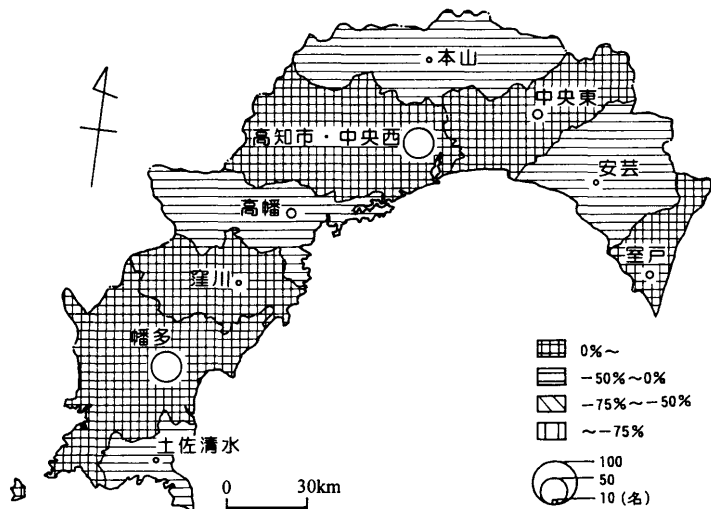 本山
中央東
高知市・中央西
安芸
高幡
室戸
窪川
幡多
土佐清水
0%~
-50%~0%
-75%~-50%
~-75%
100
50
10(名)
0 30km